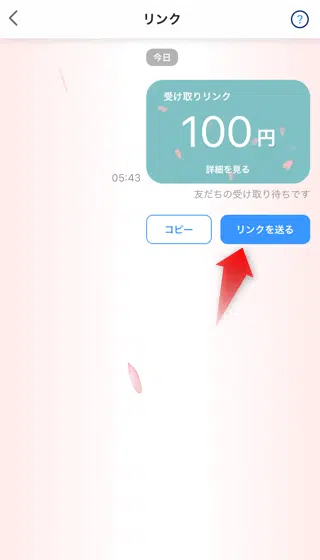 リンク
?
今日
受け取りリンク
100円
詳細を見る
05:43
友だちの受け取り待ちです
コピー
リンクを送る